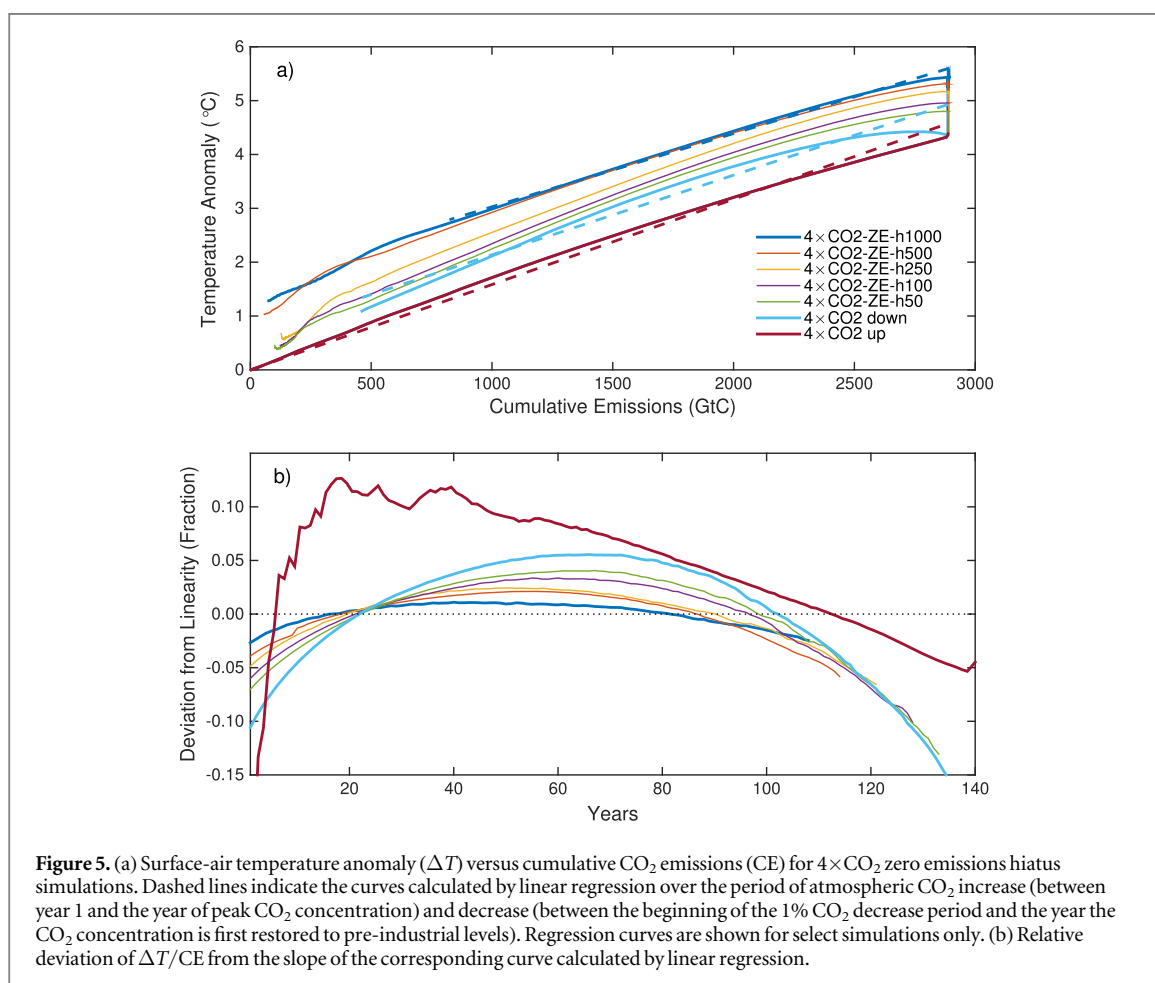 a)
6
5
4
3
2
1
0
Temperature Anomaly (°C)
4×CO2-ZE-h1000
4×CO2-ZE-h500
4×CO2-ZE-h250
4×CO2-ZE-h100
4×CO2-ZE-h50
4×CO2 down
4×CO2 up
0 500 1000 1500 2000 2500 3000
Cumulative Emissions (GtC)
b)
0.10
0.05
0.00
-0.05
-0.10
-0.15
Deviation from Linearity (Fraction)
20 40 60 80 100 120 140
Years
Figure 5. (a) Surface-air temperature anomaly (ΔT) versus cumulative CO₂ emissions (CE) for 4×CO₂ zero emissions hiatus
simulations. Dashed lines indicate the curves calculated by linear regression over the period of atmospheric CO₂ increase (between
year 1 and the year of peak CO₂ concentration) and decrease (between the beginning of the 1% CO₂ decrease period and the year the
CO₂ concentration is first restored to pre-industrial levels). Regression curves are shown for select simulations only. (b) Relative
deviation of ΔT/CE from the slope of the corresponding curve calculated by linear regression.